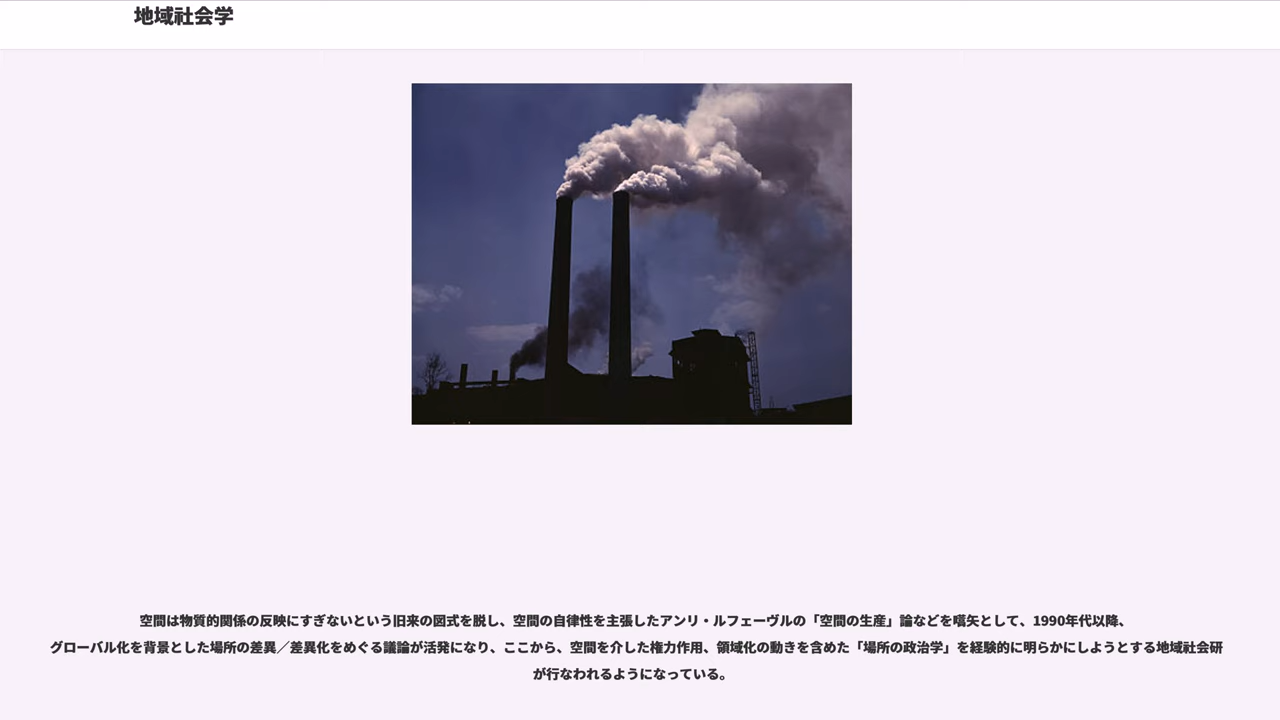 地域社会学
空間は物質的関係の反映にすぎないという旧来の図式を脱し、空間の自律性を主張したアンリ・ルフェーヴルの「空間の生産」論などを嚆矢として、1990年代以降、
グローバル化を背景とした場所の差異／差異化をめぐる議論が活発になり、ここから、空間を介した権力作用、領域化の動きを含めた「場所の政治学」を経験的に明らかにしようとする地域社会研
が行なわれるようになっている。